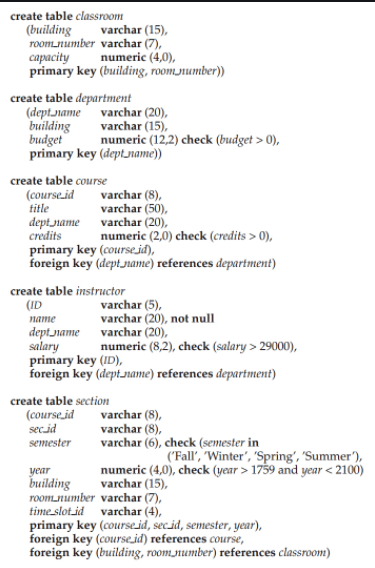 create table classroom
(building varchar (15),
room_number varchar (7),
capacity numeric (4,0),
primary key (building, room_number))
create table department
(dept_name varchar (20),
building varchar (15),
budget numeric (12,2) check (budget > 0),
primary key (dept_name))
create table course
(course_id varchar (8),
title varchar (50),
dept_name varchar (20),
credits numeric (2,0) check (credits > 0),
primary key (course_id),
foreign key (dept_name) references department)
create table instructor
(ID varchar (5),
name varchar (20), not null
dept_name varchar (20),
salary numeric (8,2), check (salary > 29000),
primary key (ID),
foreign key (dept_name) references department)
create table section
(course_id varchar (8),
sec_id varchar (8),
semester varchar (6), check (semester in
('Fall', 'Winter', 'Spring', 'Summer'),
year numeric (4,0), check (year > 1759 and year < 2100)
building varchar (15),
room_number varchar (7),
time_slot_id varchar (4),
primary key (course_id, sec_id, semester, year),
foreign key (course_id) references course,
foreign key (building, room_number) references classroom)